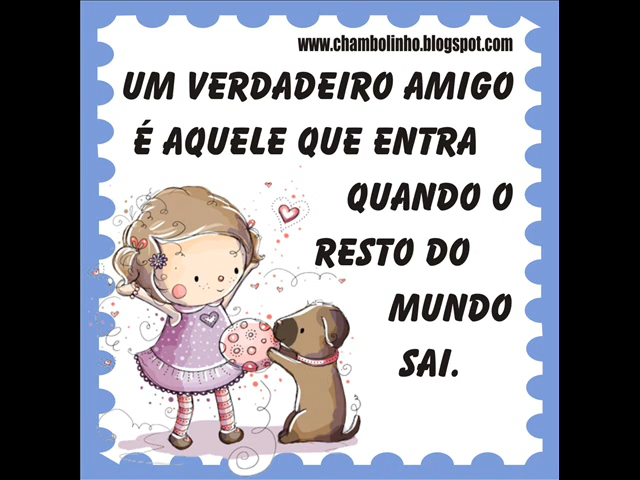 www.chambolinho.blogspot.com
UM VERDADEIRO AMIGO
É AQUELE QUE ENTRA
QUANDO O
RESTO DO
MUNDO
SAI.